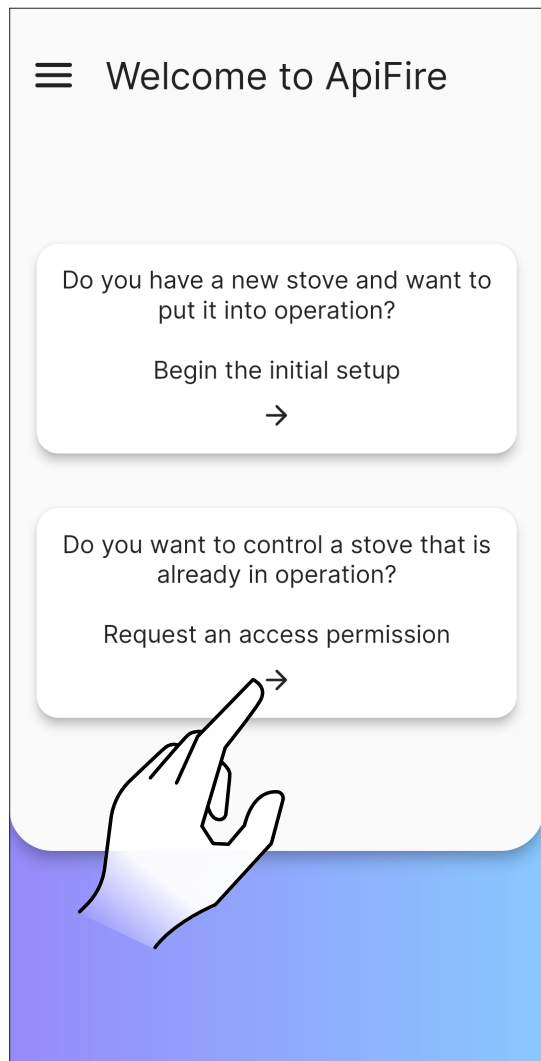 Welcome to ApiFire
Do you have a new stove and want to
put it into operation?
Begin the initial setup
Do you want to control a stove that is
already in operation?
Request an access permission